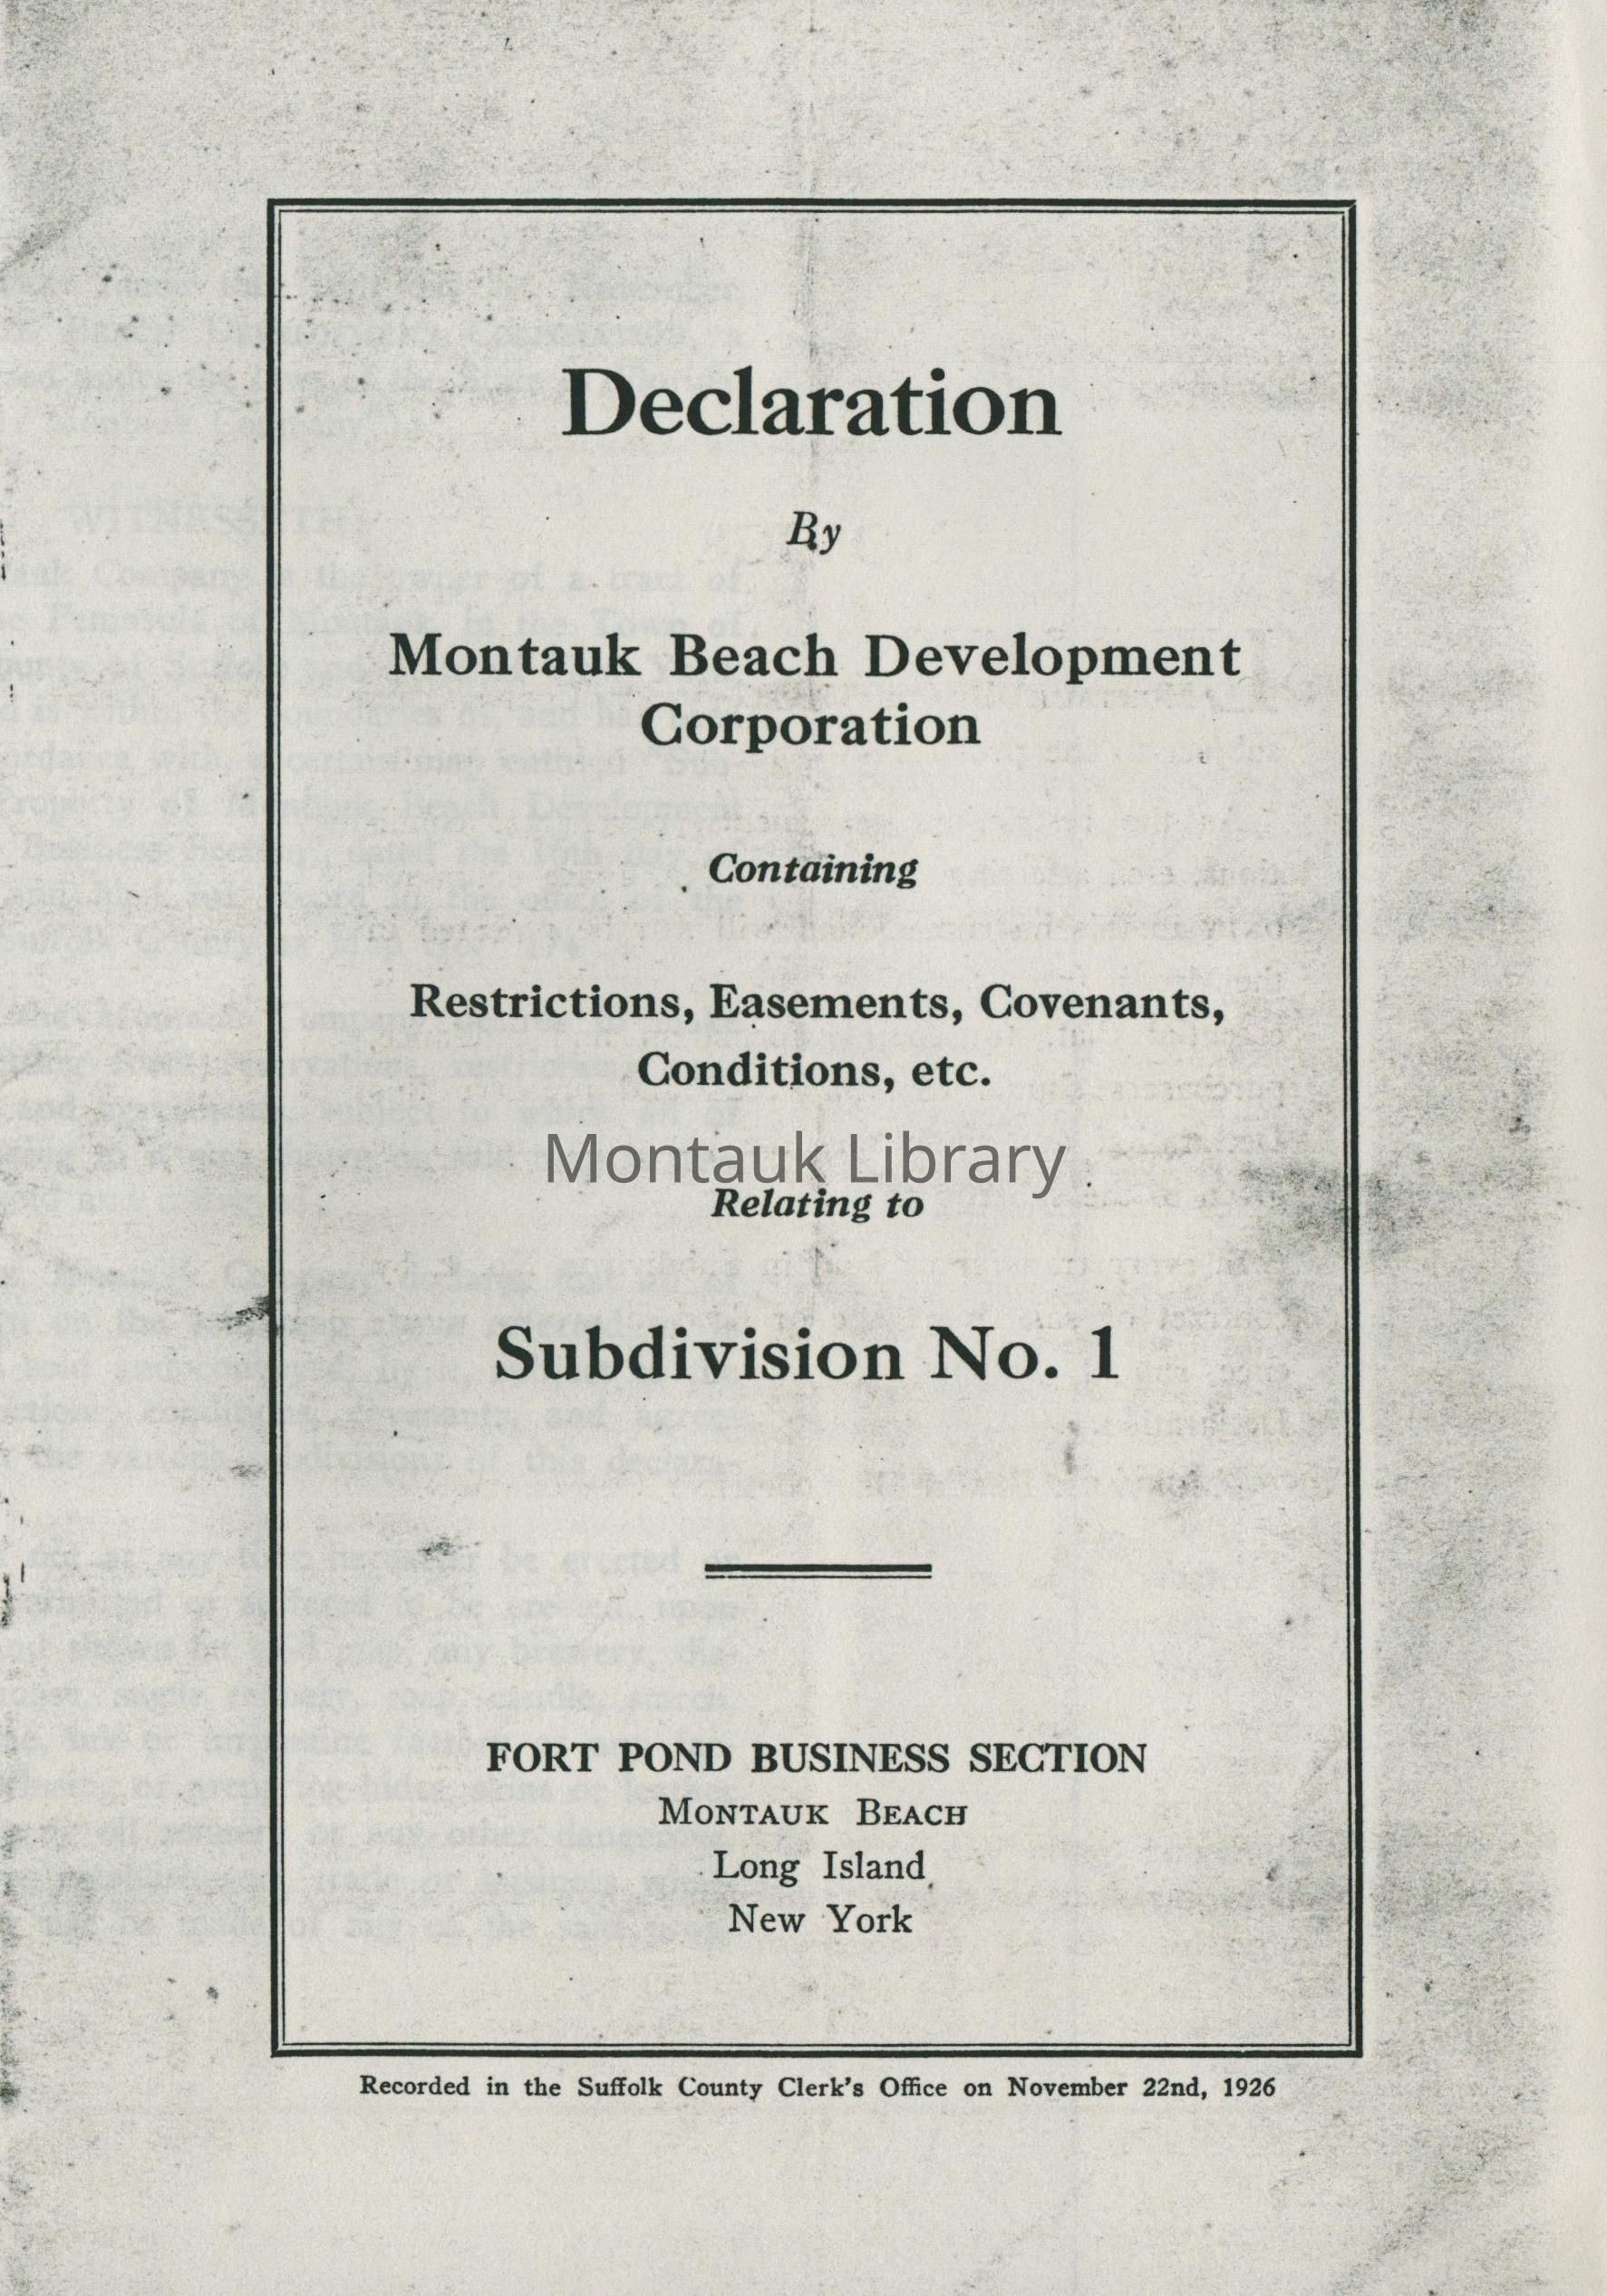 Declaration
By
Montauk Beach Development
Corporation
Containing
Restrictions, Easements, Covenants,
Conditions, etc.
Montauk Library
Relating to
Subdivision No. 1
FORT POND BUSINESS SECTION
MONTAUK BEACH
Long Island
New York
Recorded in the Suffolk County Clerk's Office on November 22nd, 1926